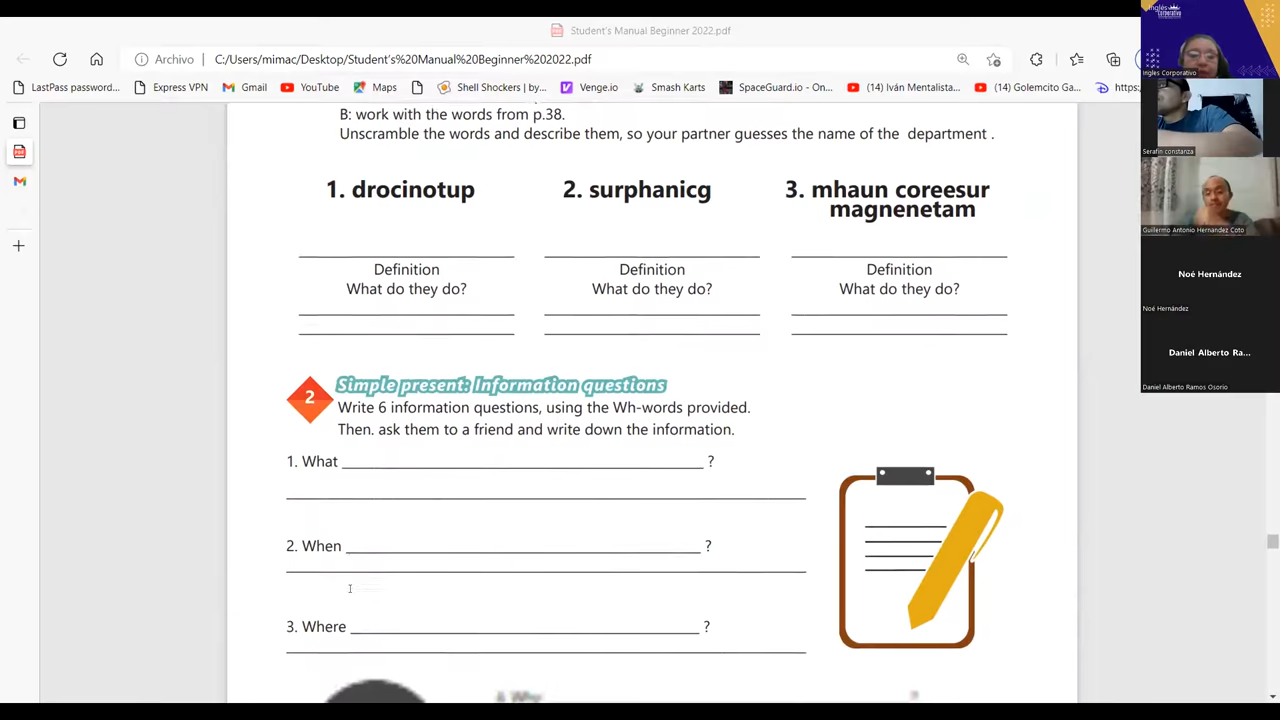 Student's Manual Beginner 2022.pdf
Archivo
C:/Users/mimac/Desktop/Student's%20Manual%20Beginner%202022.pdf
LastPass password...
Express VPN
Gmail
YouTube
Maps
Shell Shockers | by...
Venge.io
Smash Karts
SpaceGuard.io - On...
(14) Iván Mentalista...
(14) Golemcito Ga...
https:
B: work with the words from p.38.
Unscramble the words and describe them, so your partner guesses the name of the department .
1. drocinotup
2. surphanicg
3. mhaun coreesur
magnenetam
Definition
What do they do?
Definition
What do they do?
Definition
What do they do?
2
Simple present: Information questions
Write 6 information questions, using the Wh-words provided.
Then. ask them to a friend and write down the information.
1. What ?
2. When ?
3. Where ?
Inglés Corporativo
Serafin constanza
Guillermo Antonio Hernandez Coto
Noé Hernández
Noé Hernández
Daniel Alberto Ra...
Daniel Alberto Ramos Osorio